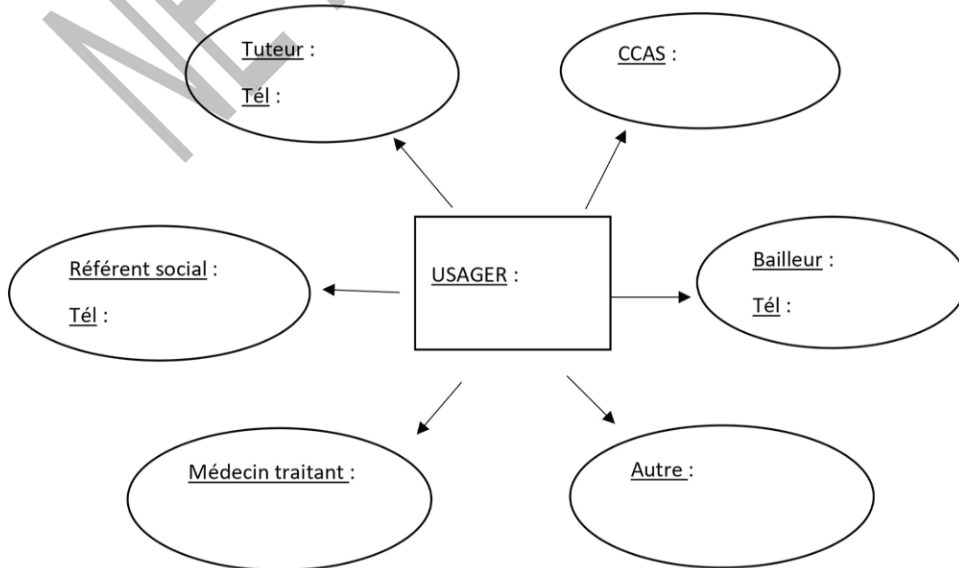 Tuteur :
Tél :
CCAS :
Référent social :
Tél :
USAGER :
Bailleur :
Tél :
Médecin traitant :
Autre :